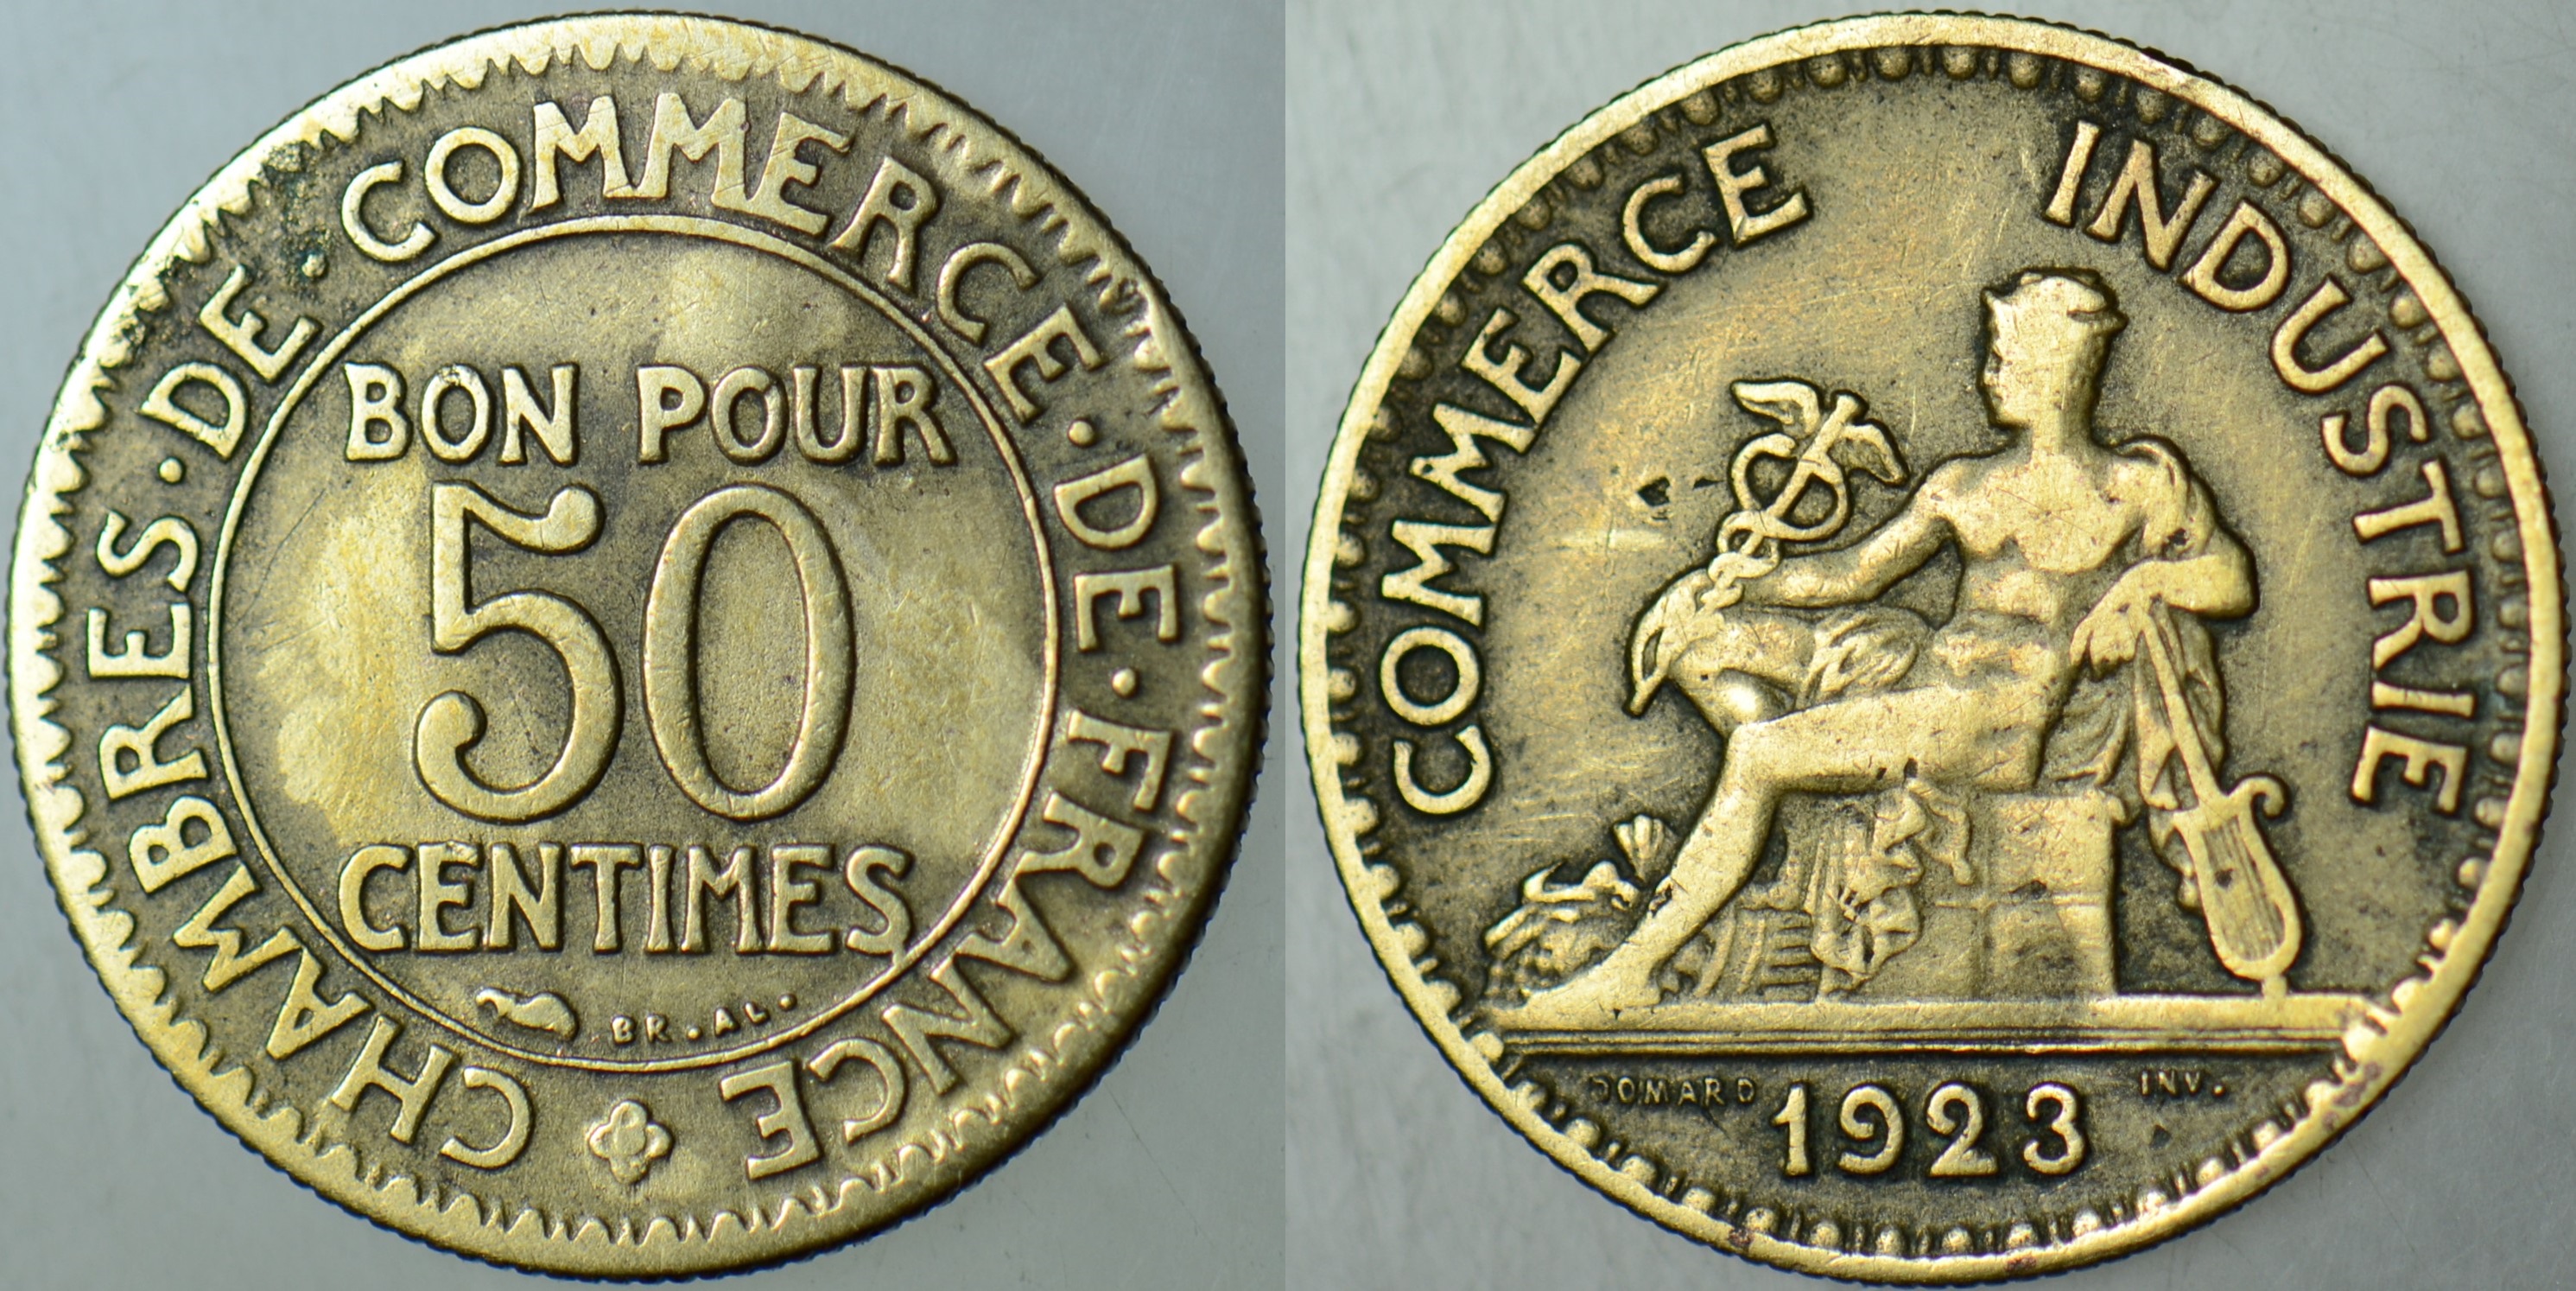 CHAMBRES · DE · COMMERCE · DE · FRANCE
BON POUR
50
CENTIMES
BR . AL .
COMMERCE INDUSTRIE
DOMARD INV.
1923